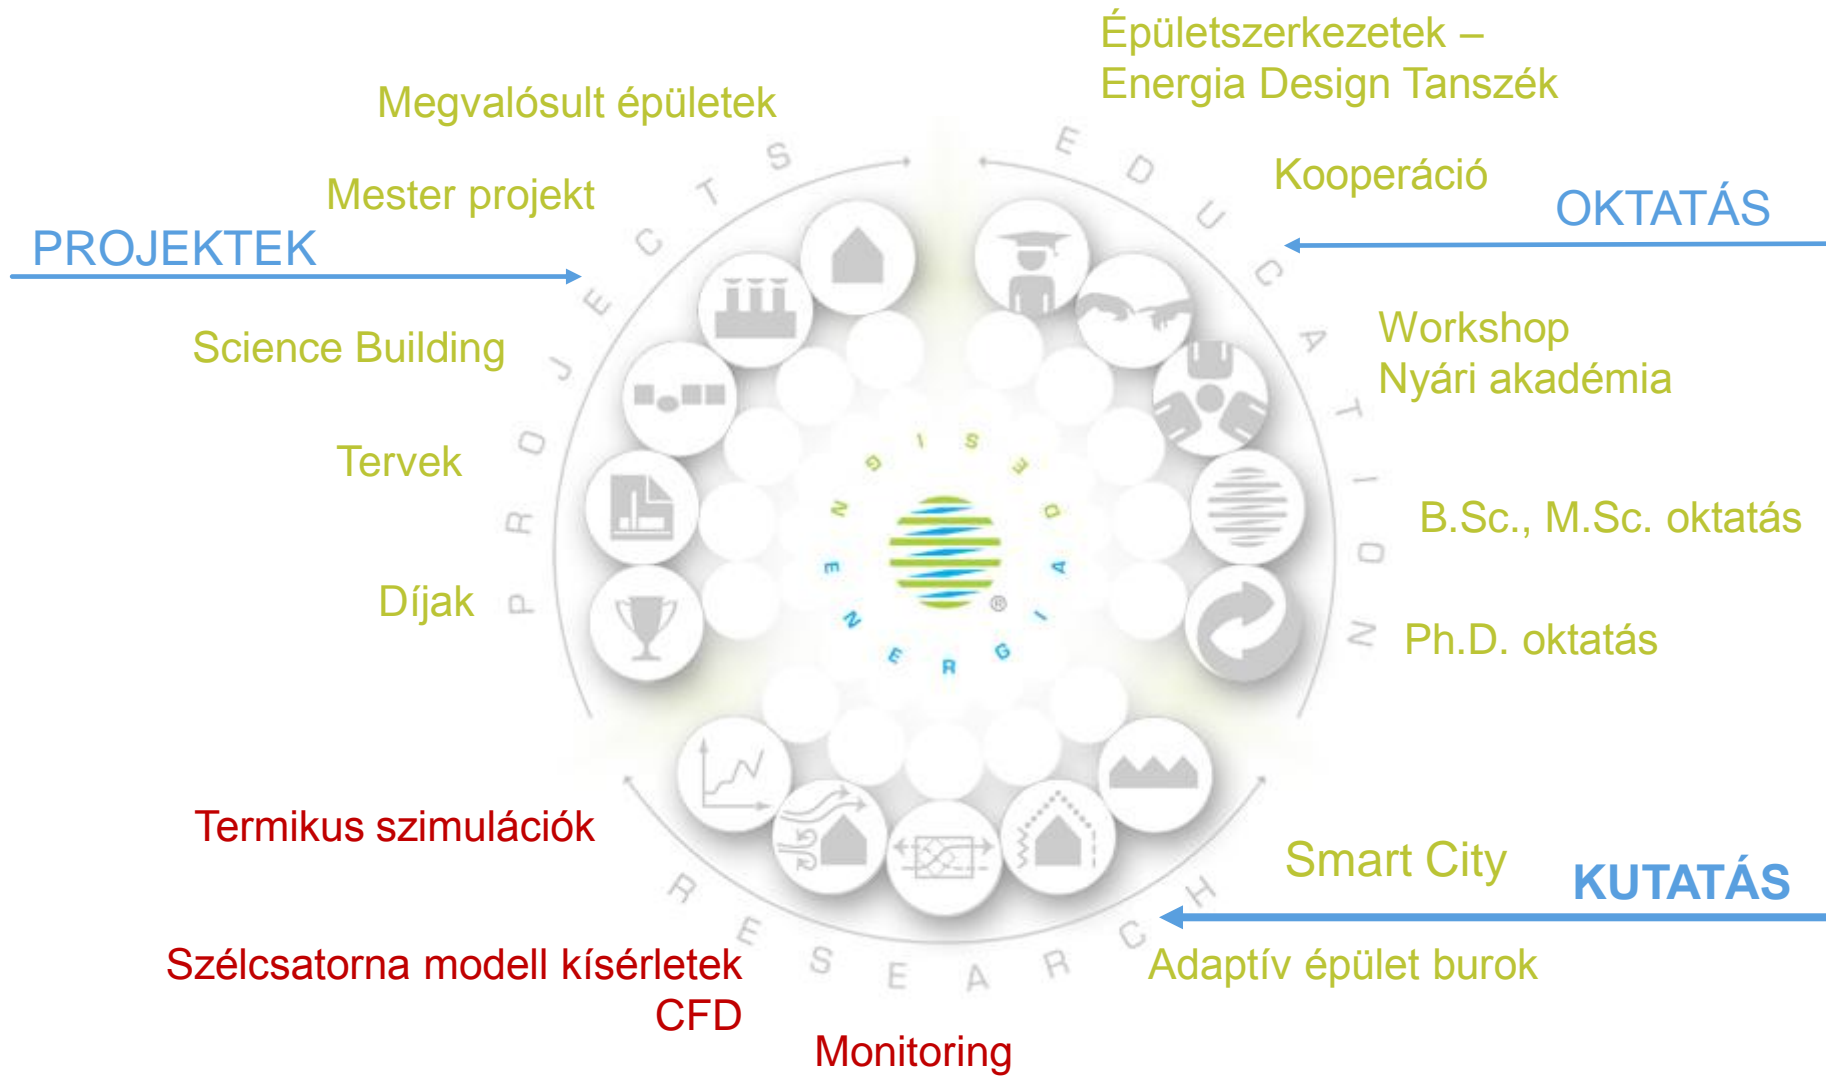 Épületszerkezetek –
Energia Design Tanszék
Megvalósult épületek
Kooperáció
Mester projekt
OKTATÁS
PROJEKTEK
PROJECTS
EDUCATION
Science Building
Workshop
Nyári akadémia
Tervek
B.Sc., M.Sc. oktatás
Díjak
Ph.D. oktatás
ENERGIA
DESIGN
®
Termikus szimulációk
Smart City
KUTATÁS
RESEARCH
Szélcsatorna modell kísérletek
CFD
Adaptív épület burok
Monitoring